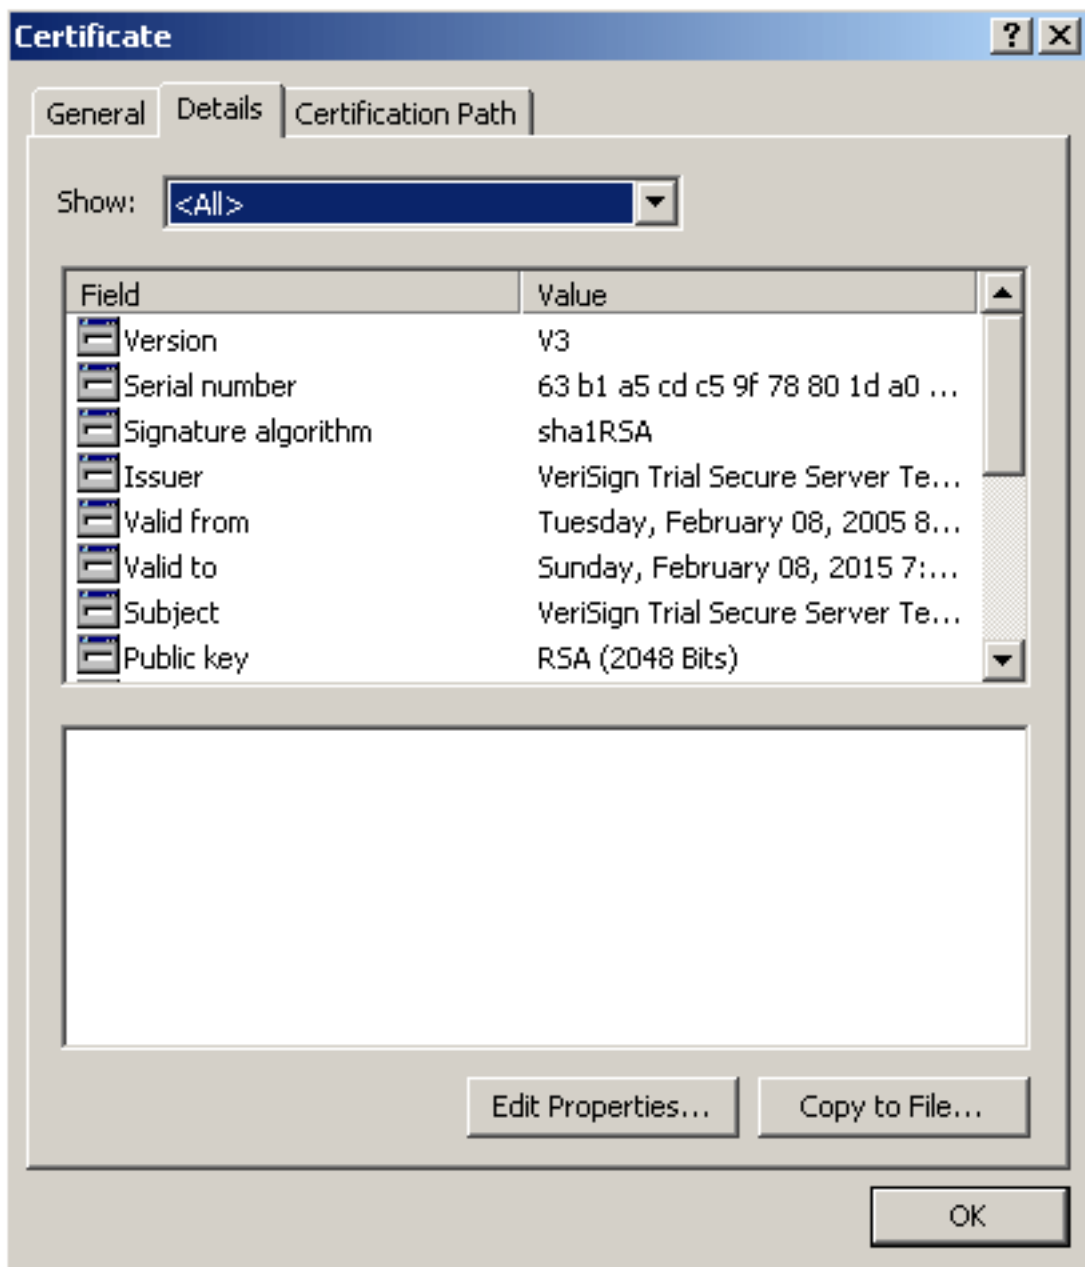 Certificate
General Details Certification Path
Show: <All>
Field Value
Version V3
Serial number 63 b1 a5 cd c5 9f 78 80 1d a0 ...
Signature algorithm sha1RSA
Issuer VeriSign Trial Secure Server Te...
Valid from Tuesday, February 08, 2005 8...
Valid to Sunday, February 08, 2015 7:...
Subject VeriSign Trial Secure Server Te...
Public key RSA (2048 Bits)
Edit Properties... Copy to File...
OK